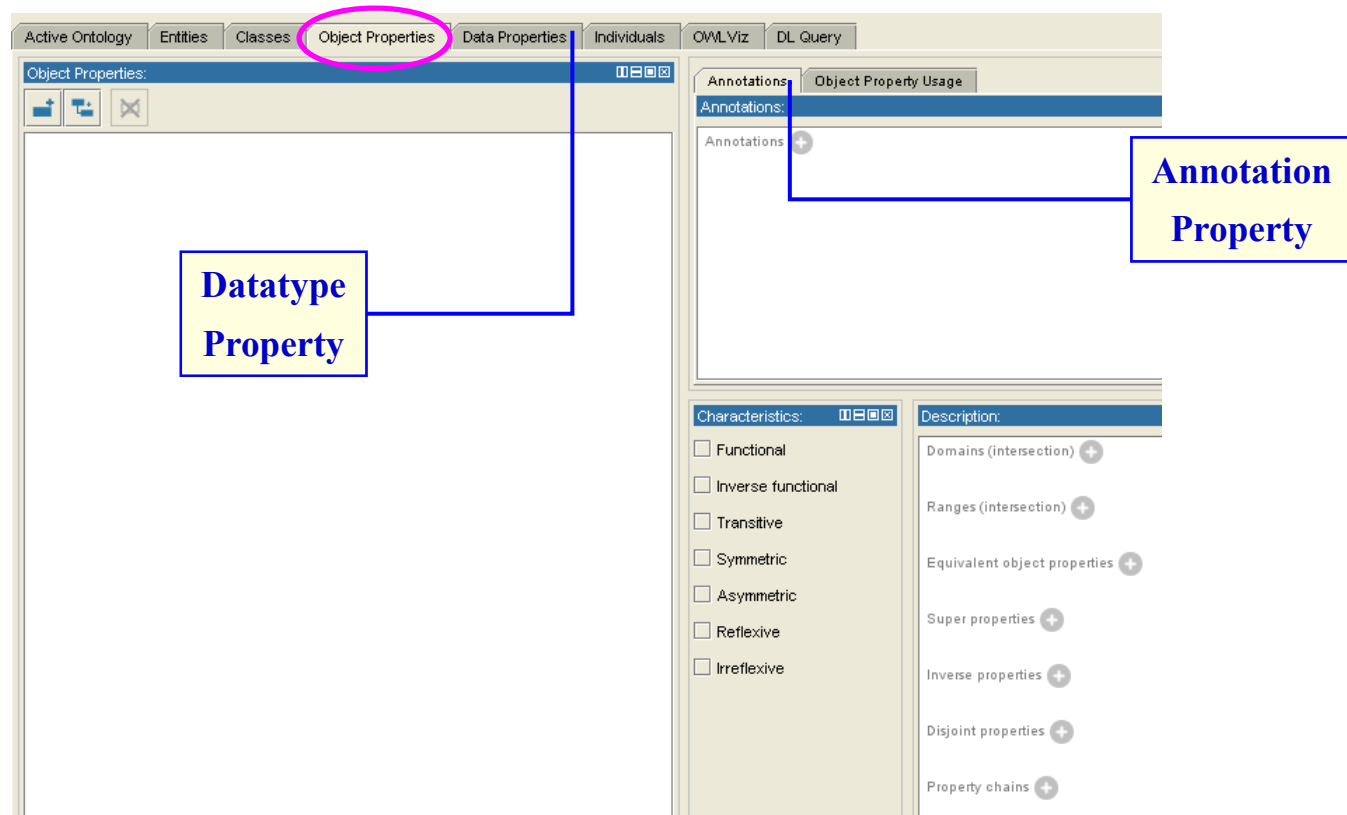 Active Ontology Entities Classes Object Properties Data Properties Individuals OWLViz DL Query
Object Properties:
Annotations Object Property Usage
Annotations:
Annotations
Annotation
Property
Datatype
Property
Characteristics:
Functional
Inverse functional
Transitive
Symmetric
Asymmetric
Reflexive
Irreflexive
Description:
Domains (intersection)
Ranges (intersection)
Equivalent object properties
Super properties
Inverse properties
Disjoint properties
Property chains